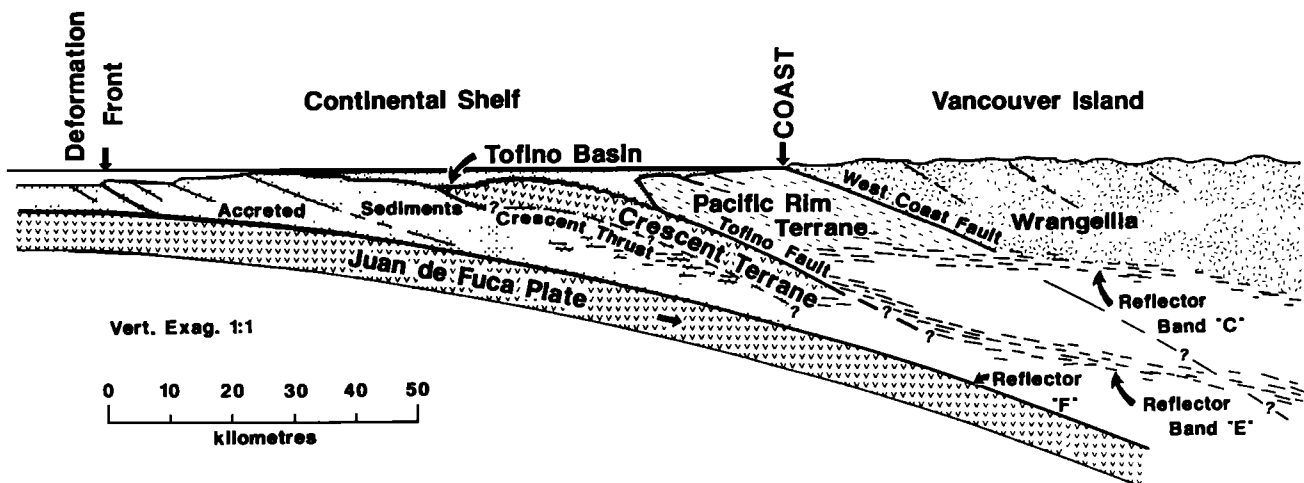 Deformation
Front
Continental Shelf
COAST
Vancouver Island
Tofino Basin
Accreted Sediments
?
Crescent Thrust
Crescent Terrane
?
Pacific Rim
Terrane
Tofino Fault
West Coast Fault
Wrangellia
Juan de Fuca Plate
?
?
?
?
Reflector
Band "C"
Reflector
"F"
Reflector
Band "E"
Vert. Exag. 1:1
0 10 20 30 40 50
kilometres